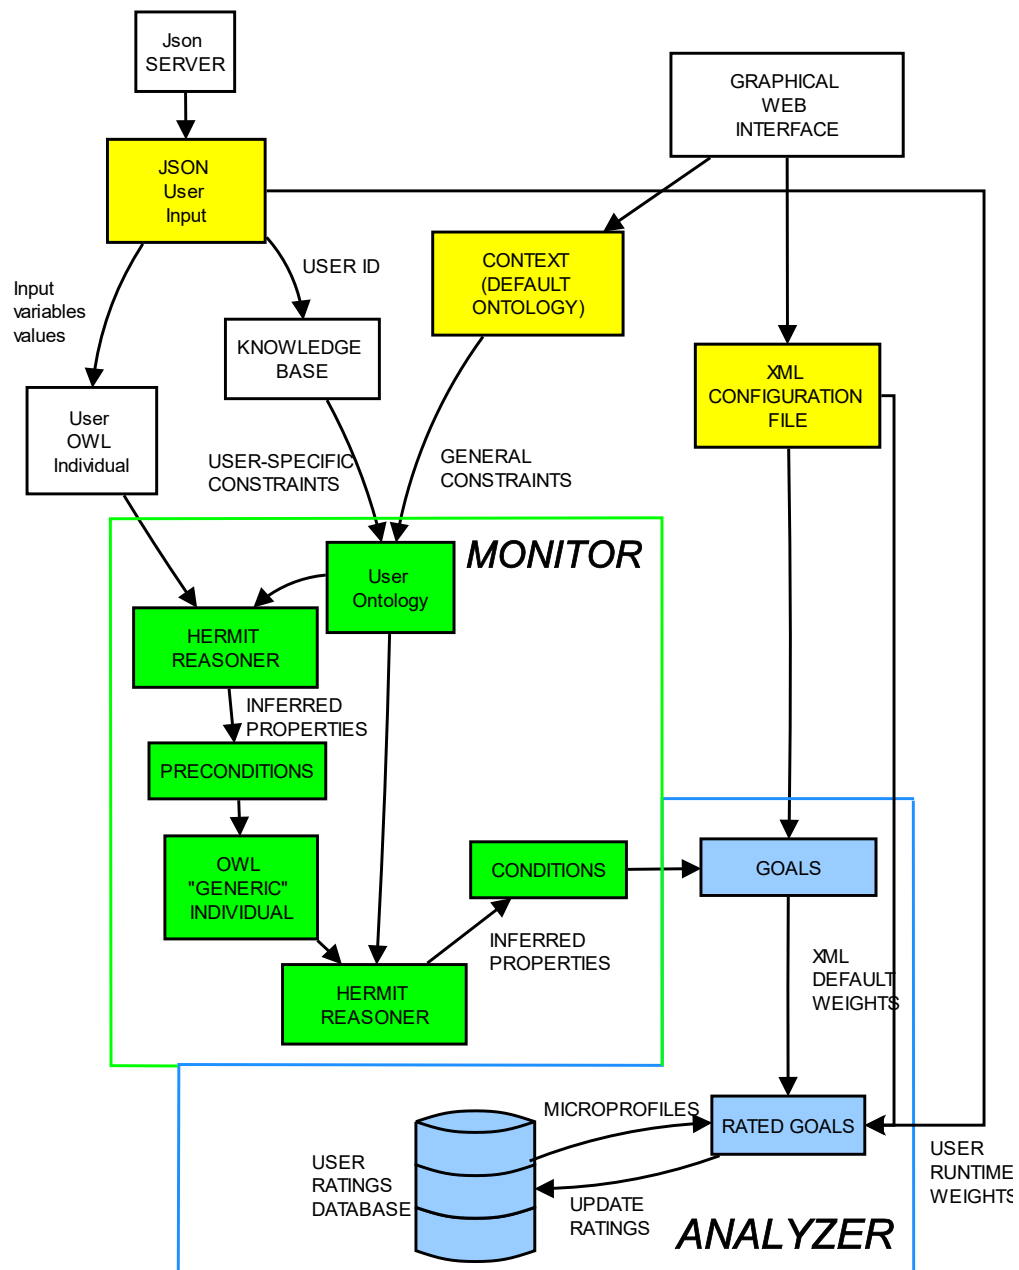 Json
SERVER
GRAPHICAL
WEB
INTERFACE
JSON
User
Input
USER ID
CONTEXT
(DEFAULT
ONTOLOGY)
Input
variables
values
KNOWLEDGE
BASE
XML
CONFIGURATION
FILE
User
OWL
Individual
USER-SPECIFIC
CONSTRAINTS
GENERAL
CONSTRAINTS
MONITOR
User
Ontology
HERMIT
REASONER
INFERRED
PROPERTIES
PRECONDITIONS
OWL
"GENERIC"
INDIVIDUAL
CONDITIONS
GOALS
INFERRED
PROPERTIES
XML
DEFAULT
WEIGHTS
HERMIT
REASONER
MICROPROFILES
RATED GOALS
USER
RATINGS
DATABASE
UPDATE
RATINGS
USER
RUNTIME
WEIGHTS
ANALYZER